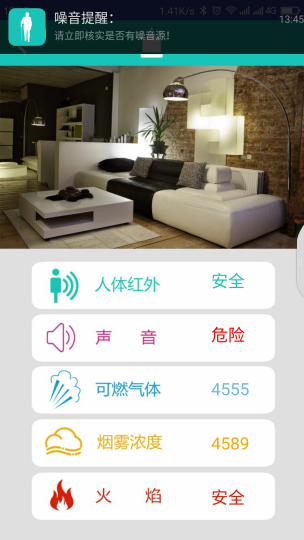 噪音提醒：
1.41K/s 4G
请立即核实是否有噪音源！
13:45
人体红外 安全
声 音 危险
可燃气体 4555
烟雾浓度 4589
火 焰 安全